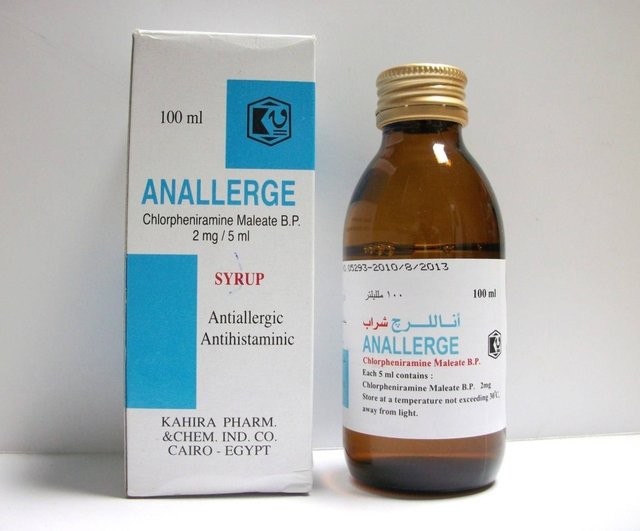 100 ml
ANALLERGE
Chlorpheniramine Maleate B.P.
2 mg / 5 ml
SYRUP
Antiallergic
Antihistaminic
KAHIRA PHARM.
&CHEM. IND. CO.
CAIRO - EGYPT
05293-2010/8/2013
١٠٠ ملليلتر
100 ml
أناللرچ شراب
ANALLERGE
Chlorpheniramine Maleate B.P.
Each 5 ml contains :
Chlorpheniramine Maleate B.P. 2mg
Store at a temperature not exceeding 30°C,
away from light.